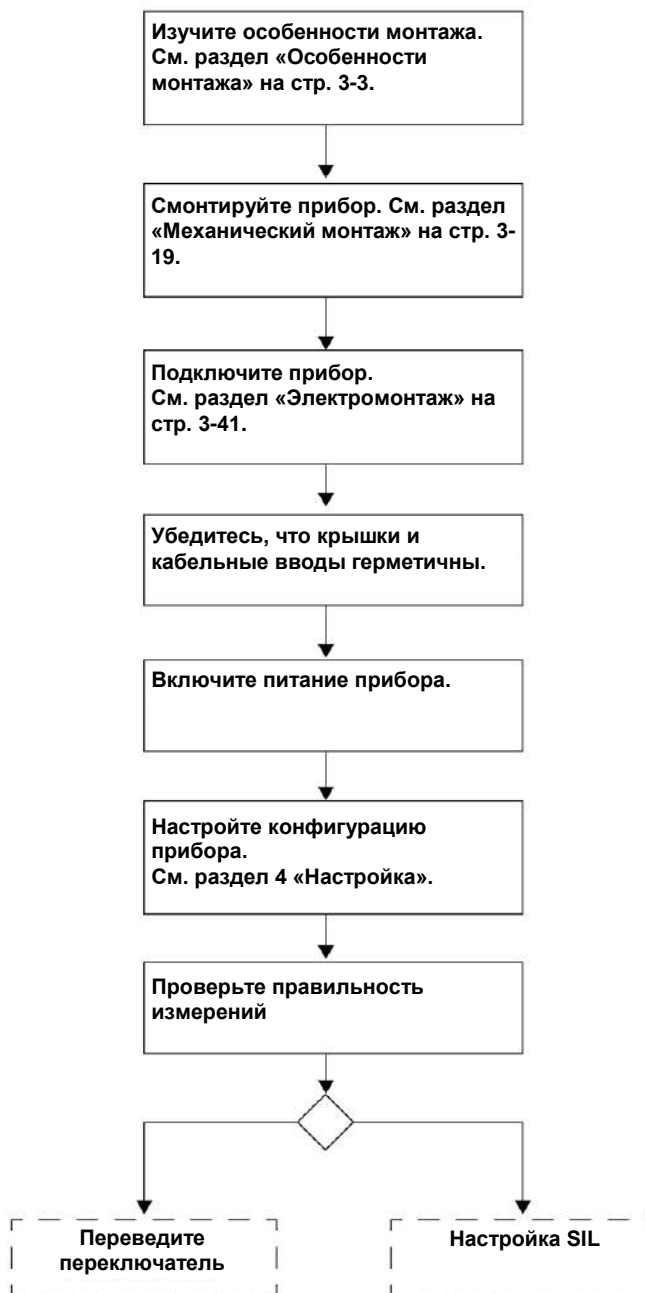 Изучите особенности монтажа.
См. раздел «Особенности
монтажа» на стр. 3-3.
Смонтируйте прибор. См. раздел
«Механический монтаж» на стр. 3-
19.
Подключите прибор.
См. раздел «Электромонтаж» на
стр. 3-41.
Убедитесь, что крышки и
кабельные вводы герметичны.
Включите питание прибора.
Настройте конфигурацию
прибора.
См. раздел 4 «Настройка».
Проверьте правильность
измерений
Переведите
переключатель
Настройка SIL